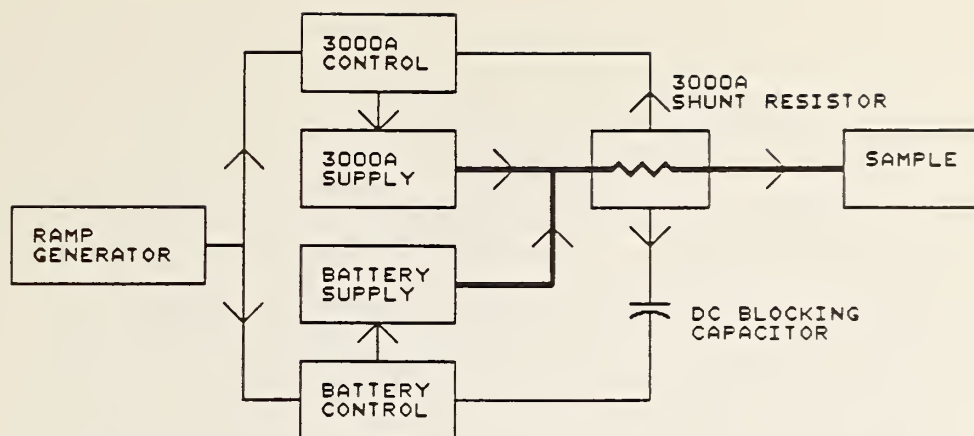 3000A
CONTROL
3000A
SHUNT RESISTOR
3000A
SUPPLY
SAMPLE
RAMP
GENERATOR
BATTERY
SUPPLY
DC BLOCKING
CAPACITOR
BATTERY
CONTROL